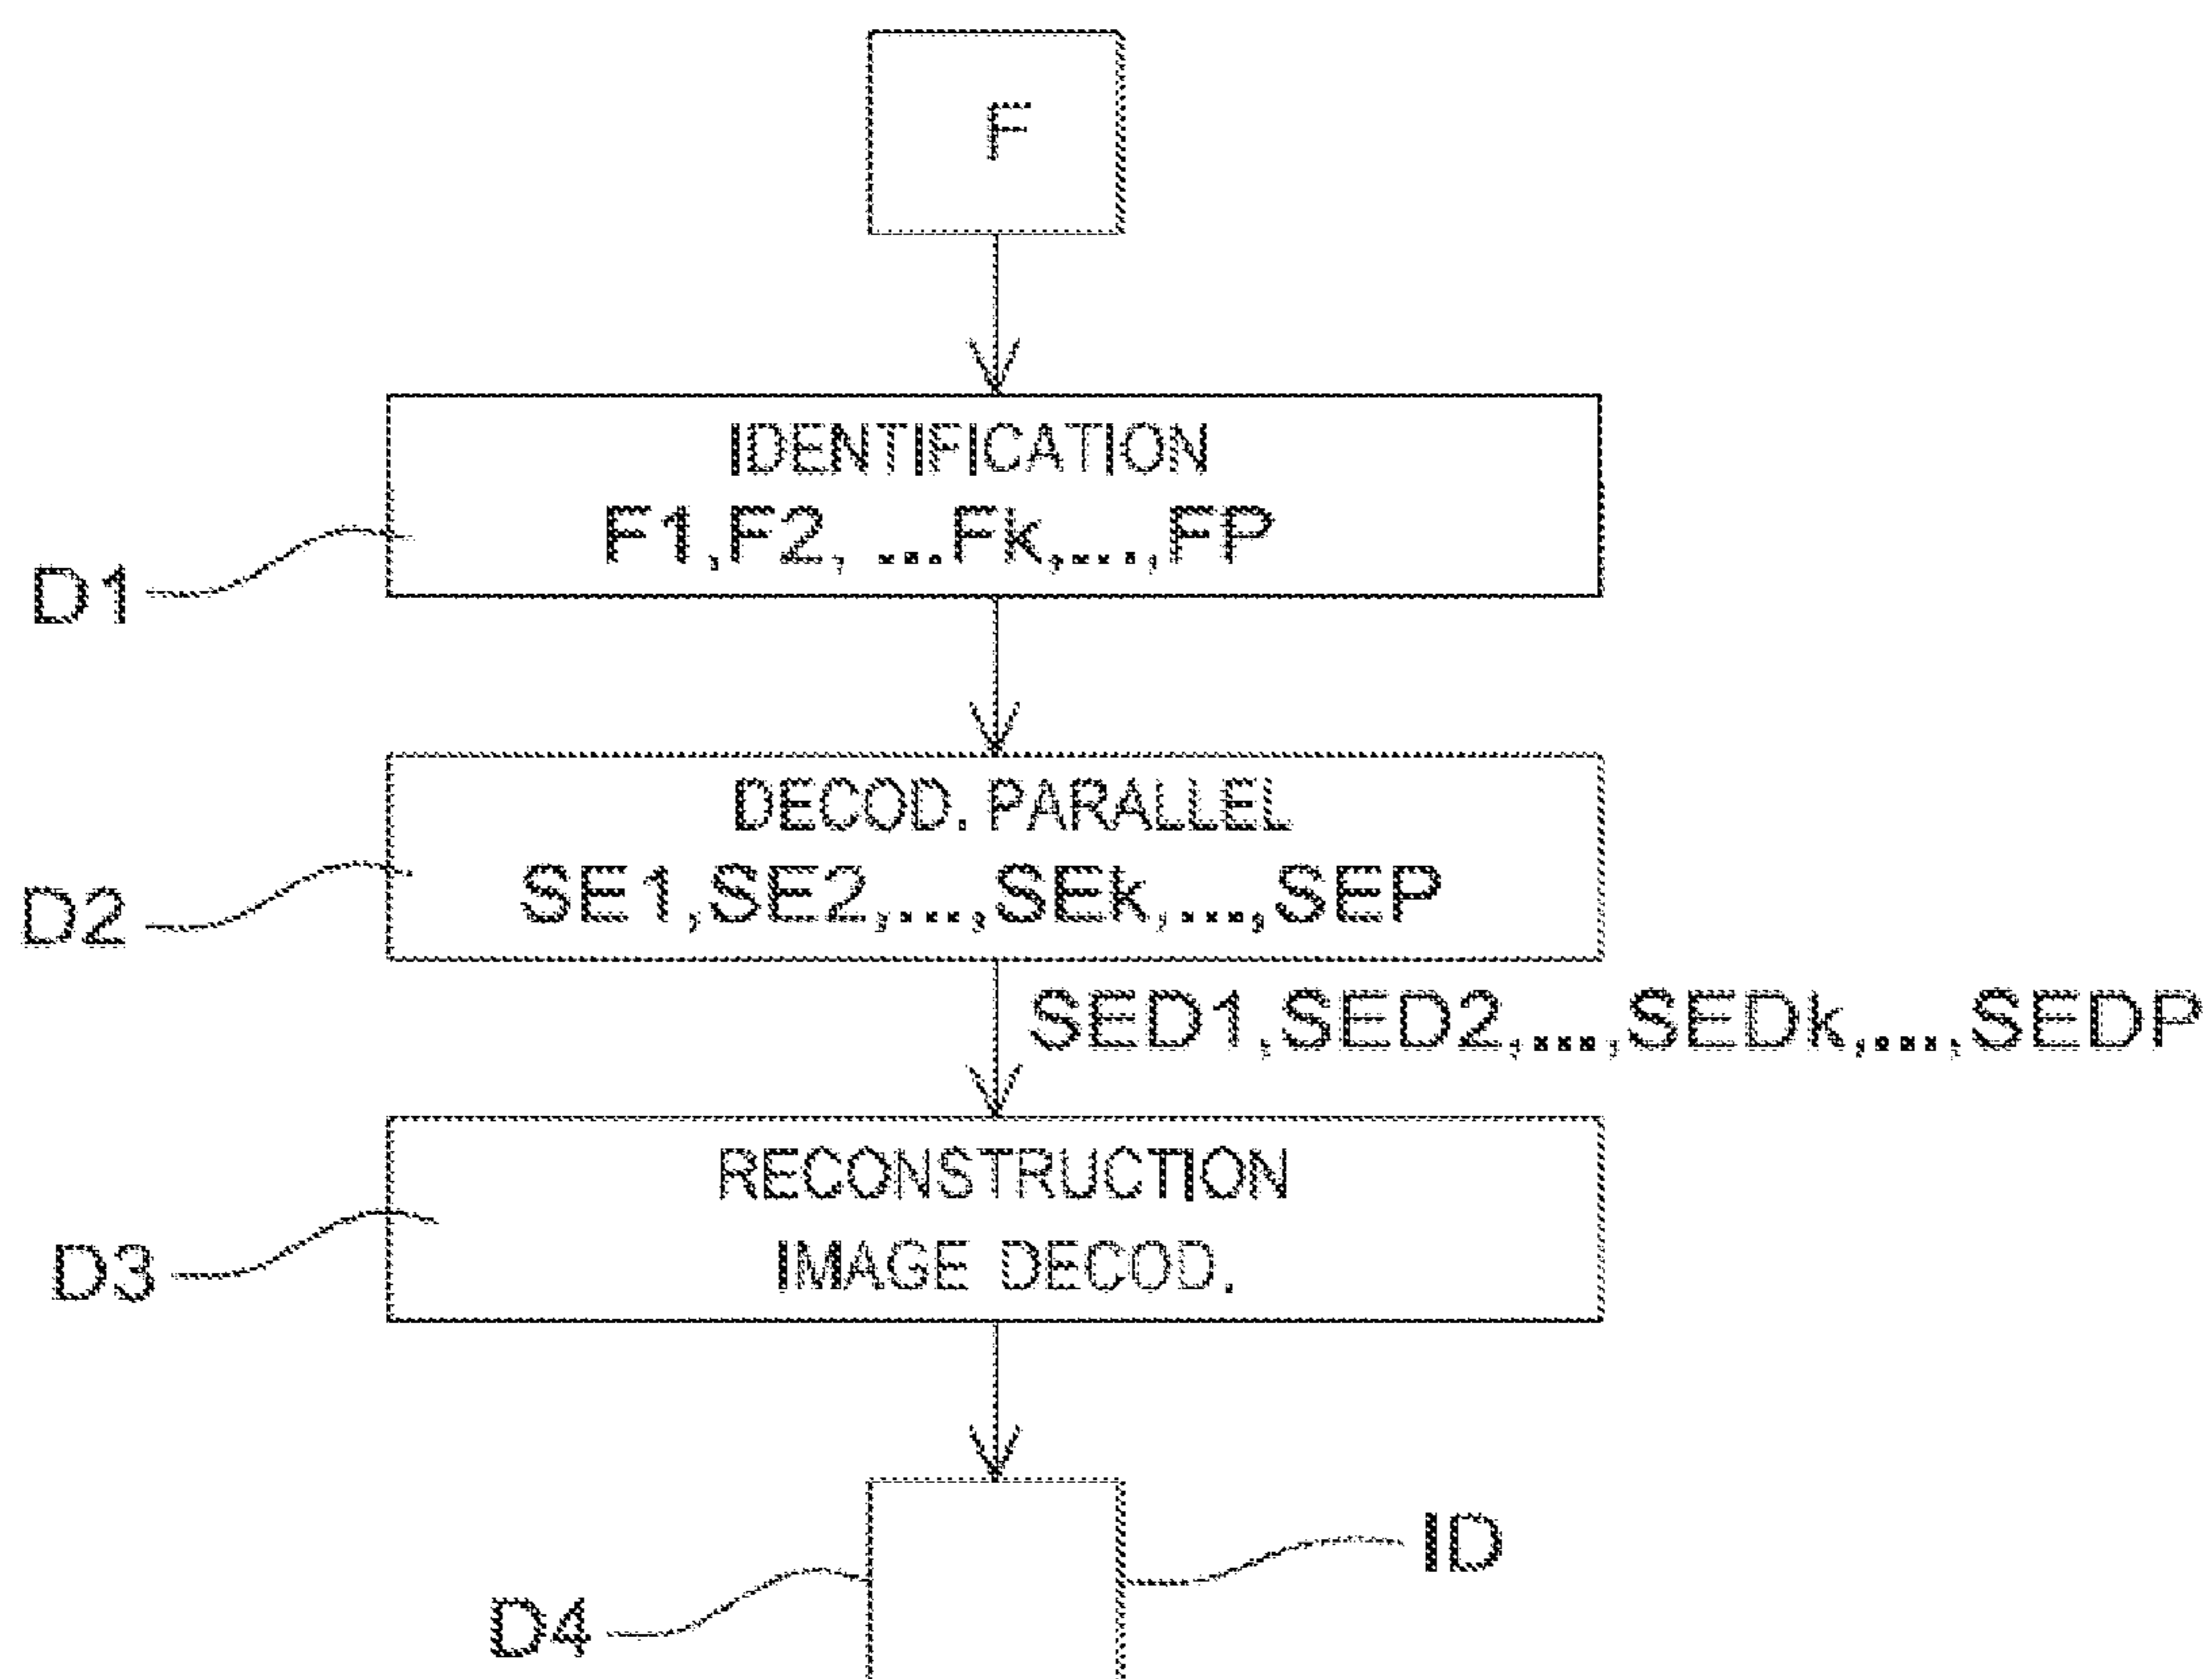 F
IDENTIFICATION
F1,F2, ...Fk,...,FP
D1
DECOD. PARALLEL
SE1,SE2,...,SEk,...,SEP
D2
SED1,SED2,...,SEDk,...,SEDP
RECONSTRUCTION
IMAGE DECOD.
D3
ID
D4